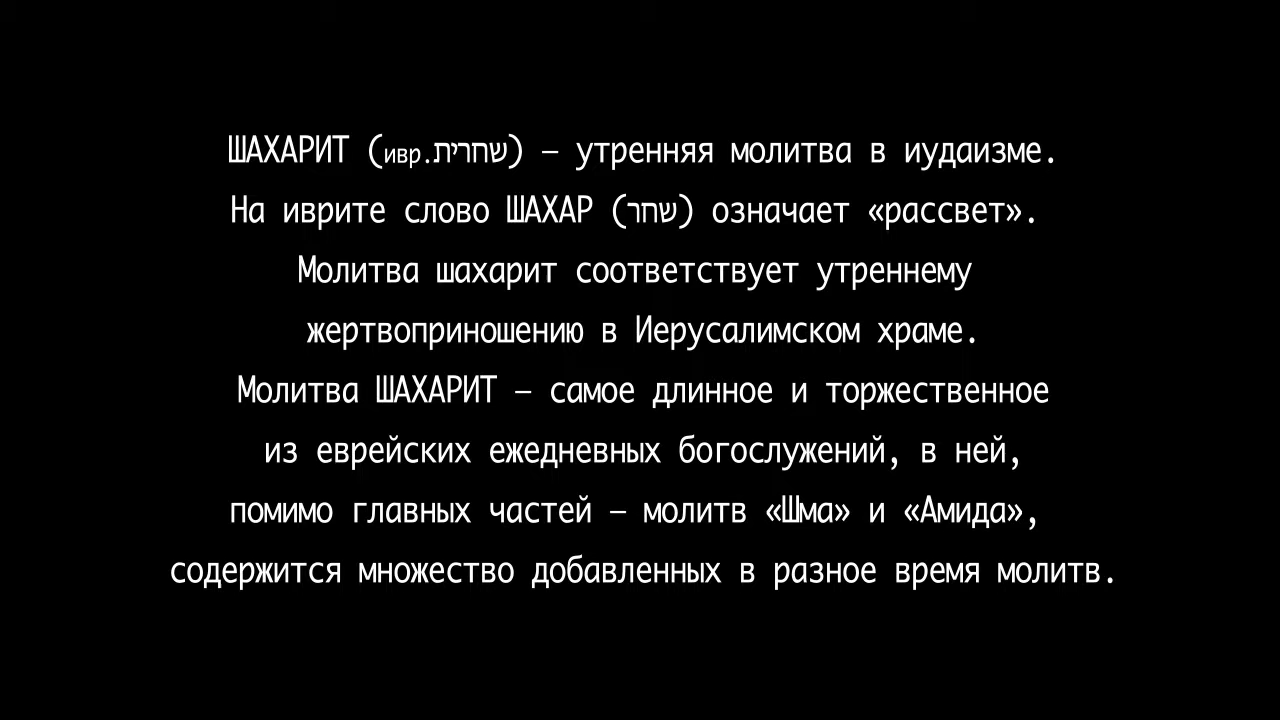 ШАХАРИТ (ивр.שחרית) – утренняя молитва в иудаизме.
На иврите слово ШАХАР (שחר) означает «рассвет».
Молитва шахарит соответствует утреннему
жертвоприношению в Иерусалимском храме.
Молитва ШАХАРИТ – самое длинное и торжественное
из еврейских ежедневных богослужений, в ней,
помимо главных частей – молитв «Шма» и «Амида»,
содержится множество добавленных в разное время молитв.